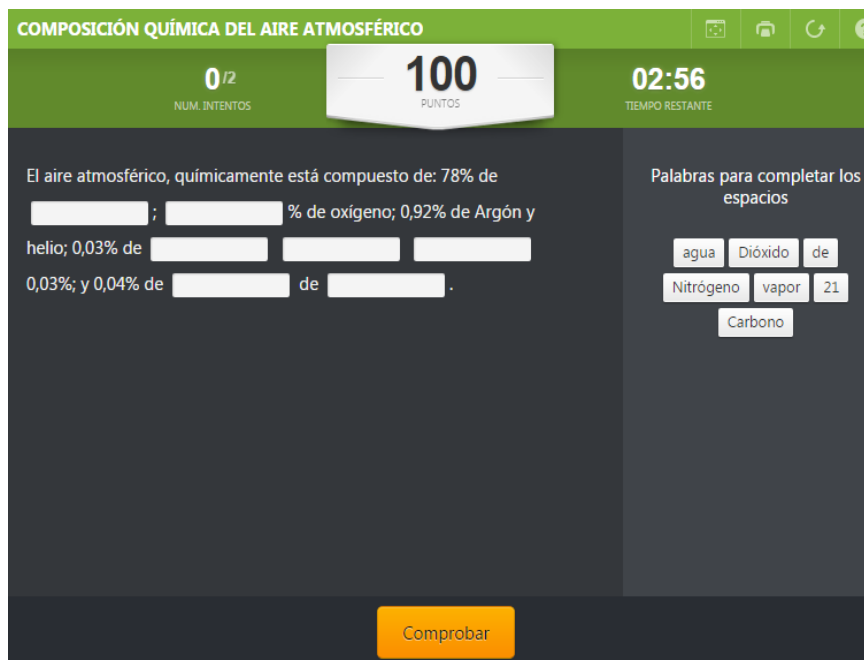 COMPOSICIÓN QUÍMICA DEL AIRE ATMOSFÉRICO
0/2
NUM. INTENTOS
100
PUNTOS
02:56
TIEMPO RESTANTE
El aire atmosférico, químicamente está compuesto de: 78% de
; % de oxígeno; 0,92% de Argón y
helio; 0,03% de
0,03%; y 0,04% de de .
Palabras para completar los
espacios
agua Dióxido de
Nitrógeno vapor 21
Carbono
Comprobar